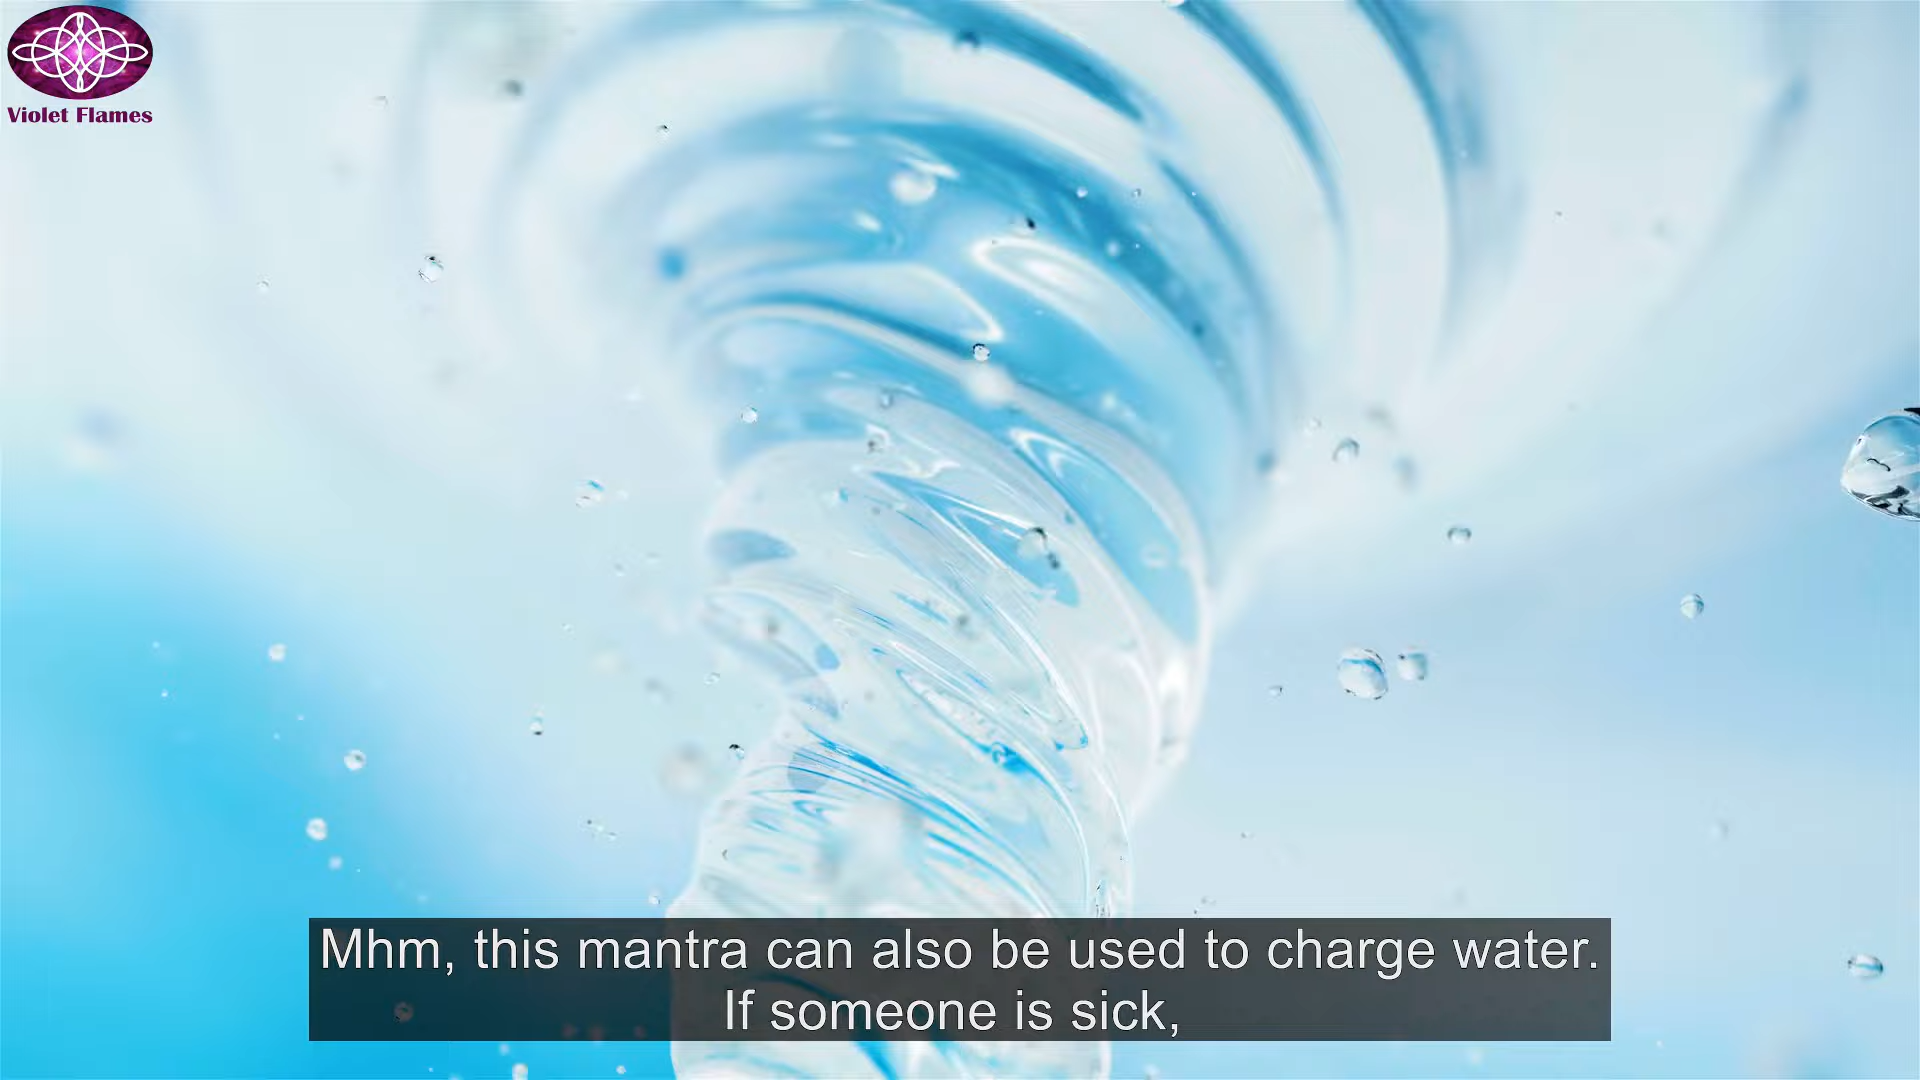 Violet Flames
Mhm, this mantra can also be used to charge water.
If someone is sick,